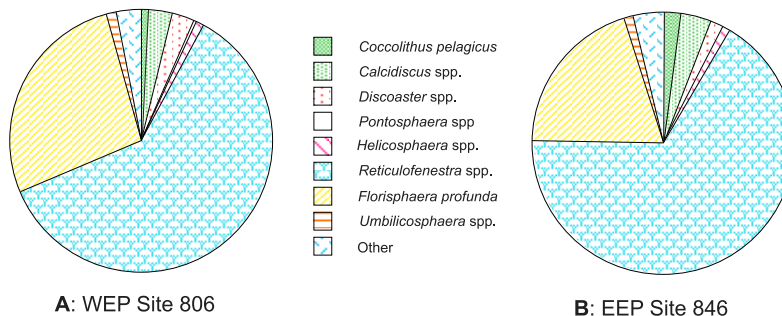 Coccolithus pelagicus
Calcidiscus spp.
Discoaster spp.
Pontosphaera spp
Helicosphaera spp.
Reticulofenestra spp.
Florisphaera profunda
Umbilicosphaera spp.
Other
A: WEP Site 806
B: EEP Site 846